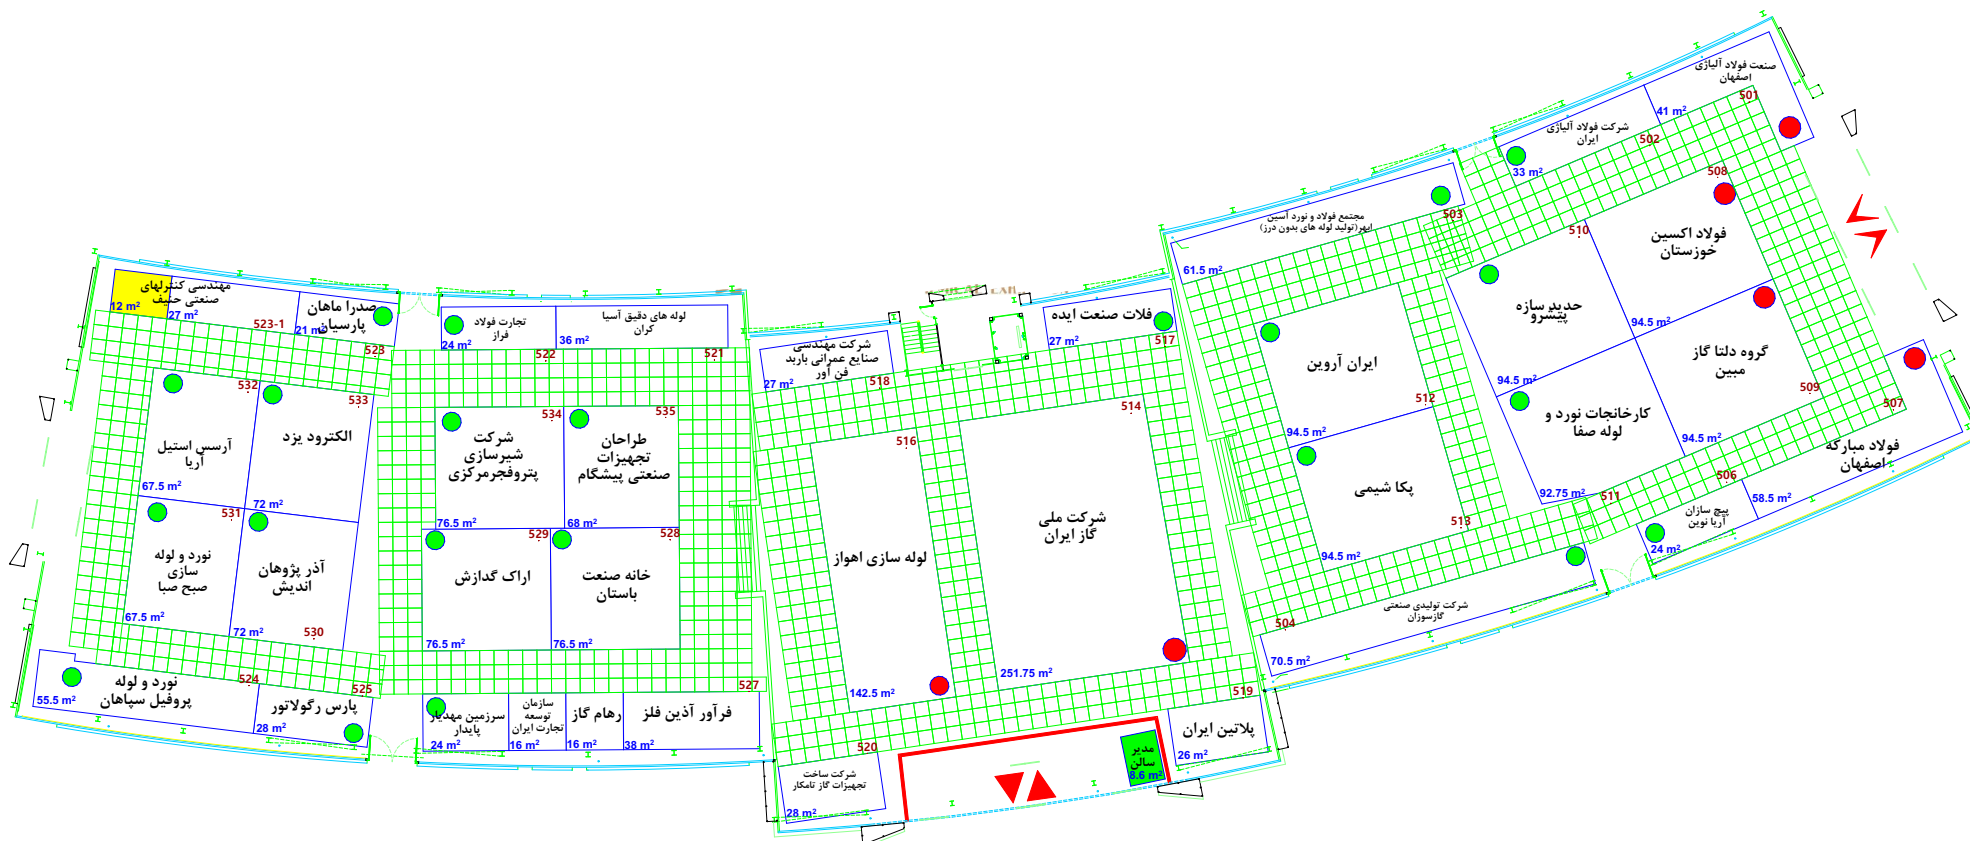 صنعت فولاد آلیاژی
اصفهان
501
41 m²
شرکت فولاد آلیاژی
ایران
502
33 m²
508
فولاد اکسین
خوزستان
94.5 m²
510
حدید سازه
پیشرو
94.5 m²
گروه دلتا گاز
مبین
509
94.5 m²
کارخانجات نورد و
لوله صفا
92.75 m²
511
507
فولاد مبارکه
اصفهان
58.5 m²
506
پیچ سازان
آریا نوین
24 m²
مجتمع فولاد و نورد آسین
ابهر(تولید لوله های بدون درز)
503
61.5 m²
ایران آروین
512
94.5 m²
پکا شیمی
513
94.5 m²
شرکت تولیدی صنعتی
گازسوزان
504
70.5 m²
فلات صنعت ایده
517
27 m²
514
شرکت ملی
گاز ایران
251.75 m²
شرکت مهندسی
صنایع عمرانی باربد
فن آور
518
27 m²
516
لوله سازی اهواز
142.5 m²
519
پلاتین ایران
26 m²
مدیر
سالن
8.6 m²
520
شرکت ساخت
تجهیزات گاز تامکار
28 m²
لوله های دقیق آسیا
کران
36 m²
521
تجارت فولاد
فراز
24 m²
522
535
طراحان
تجهیزات
صنعتی پیشگام
68 m²
534
شرکت
شیرسازی
پتروفجرمرکزی
76.5 m²
528
خانه صنعت
باستان
76.5 m²
529
اراک گدازش
76.5 m²
527
فرآور آذین فلز
38 m²
رهام گاز
16 m²
سازمان
توسعه
تجارت ایران
16 m²
سرزمین مهدیار
پایدار
24 m²
صدرا ماهان
پارسیان
21 m²
523
مهندسی کنترلهای
صنعتی حنیف
27 m²
523-1
12 m²
533
الکترود یزد
72 m²
532
آرسس استیل
آریا
67.5 m²
531
نورد و لوله
سازی
صبح صبا
67.5 m²
آذر پژوهان
اندیش
530
72 m²
525
پارس رگولاتور
28 m²
524
نورد و لوله
پروفیل سپاهان
55.5 m²